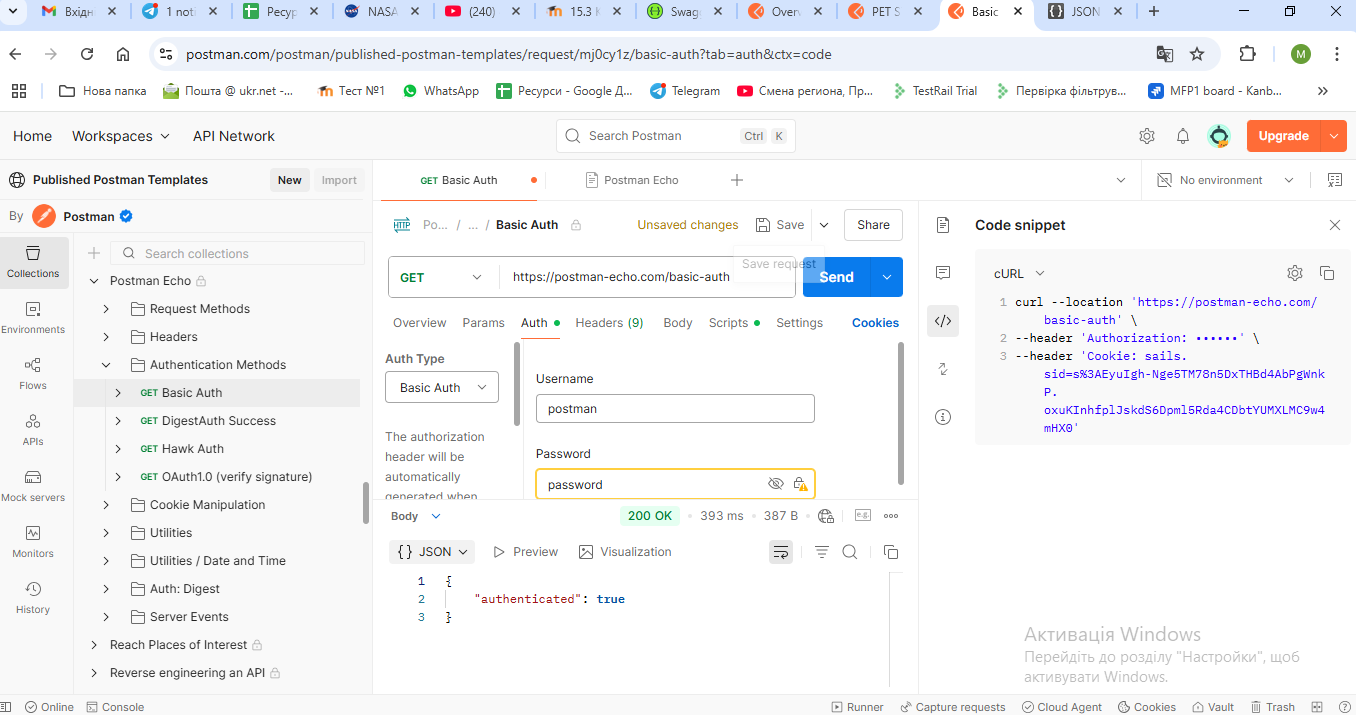 Вхідн
1 noti
Ресур
NASA
(240)
15.3 К
Swag
Overv
PET S
Basic
JSON
postman.com/postman/published-postman-templates/request/mj0cy1z/basic-auth?tab=auth&ctx=code
M
Нова папка
Пошта @ ukr.net -...
Тест №1
WhatsApp
Ресурси - Google Д...
Telegram
Смена региона, Пр...
TestRail Trial
Первірка фільтрув...
MFP1 board - Kanb...
Home
Workspaces
API Network
Search Postman
Ctrl K
Upgrade
Published Postman Templates
New
Import
GET Basic Auth
Postman Echo
No environment
By Postman
HTTP
Po... / ... / Basic Auth
Unsaved changes
Save
Share
Code snippet
Collections
Environments
Flows
APIs
Mock servers
Monitors
History
Search collections
Postman Echo
Request Methods
Headers
Authentication Methods
GET Basic Auth
GET DigestAuth Success
GET Hawk Auth
GET OAuth1.0 (verify signature)
Cookie Manipulation
Utilities
Utilities / Date and Time
Auth: Digest
Server Events
Reach Places of Interest
Reverse engineering an API
GET
https://postman-echo.com/basic-auth
Save request
Send
Overview
Params
Auth
Headers (9)
Body
Scripts
Settings
Cookies
Auth Type
Basic Auth
The authorization
header will be
automatically
generated when
Username
postman
Password
password
Body
200 OK
393 ms
387 B
e.g.
{} JSON
Preview
Visualization
1 {
2 "authenticated": true
3 }
cURL
1 curl --location 'https://postman-echo.com/
basic-auth' \
2 --header 'Authorization: ••••••' \
3 --header 'Cookie: sails.
sid=s%3AEyuIgh-Nge5TM78n5DxTHBd4AbPgWnk
P.
oxuKInhfplJskdS6Dpml5Rda4CDbtYUMXLMC9w4
mHX0'
Активація Windows
Перейдіть до розділу "Настройки", щоб
активувати Windows.
Online
Console
Runner
Capture requests
Cloud Agent
Cookies
Vault
Trash